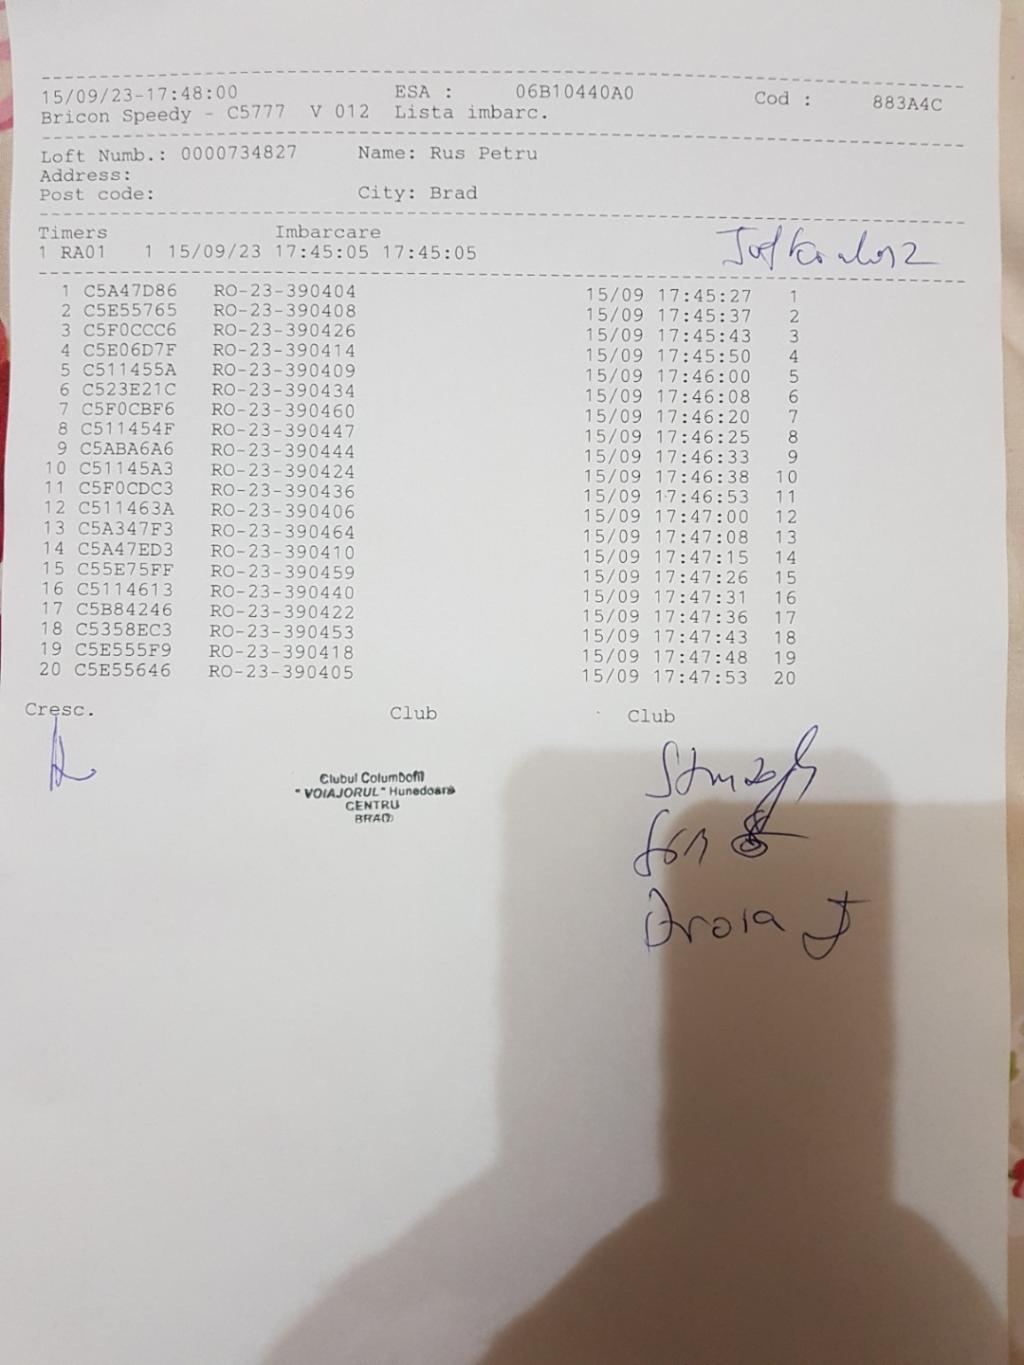 15/09/23-17:48:00 ESA : 06B10440A0 Cod : 883A4C
Bricon Speedy - C5777 V 012 Lista imbarc.
Loft Numb.: 0000734827 Name: Rus Petru
Address:
Post code: City: Brad
Timers Imbarcare
1 RA01 1 15/09/23 17:45:05 17:45:05
1 C5A47D86 RO-23-390404 15/09 17:45:27 1
2 C5E55765 RO-23-390408 15/09 17:45:37 2
3 C5F0CCC6 RO-23-390426 15/09 17:45:43 3
4 C5E06D7F RO-23-390414 15/09 17:45:50 4
5 C511455A RO-23-390409 15/09 17:46:00 5
6 C523E21C RO-23-390434 15/09 17:46:08 6
7 C5F0CBF6 RO-23-390460 15/09 17:46:20 7
8 C511454F RO-23-390447 15/09 17:46:25 8
9 C5ABA6A6 RO-23-390444 15/09 17:46:33 9
10 C51145A3 RO-23-390424 15/09 17:46:38 10
11 C5F0CDC3 RO-23-390436 15/09 17:46:53 11
12 C511463A RO-23-390406 15/09 17:47:00 12
13 C5A347F3 RO-23-390464 15/09 17:47:08 13
14 C5A47ED3 RO-23-390410 15/09 17:47:15 14
15 C55E75FF RO-23-390459 15/09 17:47:26 15
16 C5114613 RO-23-390440 15/09 17:47:31 16
17 C5B84246 RO-23-390422 15/09 17:47:36 17
18 C5358EC3 RO-23-390453 15/09 17:47:43 18
19 C5E555F9 RO-23-390418 15/09 17:47:48 19
20 C5E55646 RO-23-390405 15/09 17:47:53 20
Cresc. Club Club
Clubul Columbofil
"VOIAJORUL" Hunedoara
CENTRU
BRAD